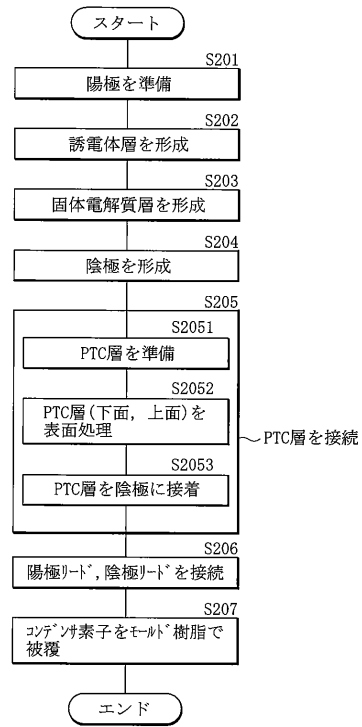 スタート
S201
陽極を準備
S202
誘電体層を形成
S203
固体電解質層を形成
S204
陰極を形成
S205
S2051
PTC層を準備
S2052
PTC層(下面,上面)を
表面処理
PTC層を接続
S2053
PTC層を陰極に接着
S206
陽極リード,陰極リードを接続
S207
コンデンサ素子をモールド樹脂で
被覆
エンド